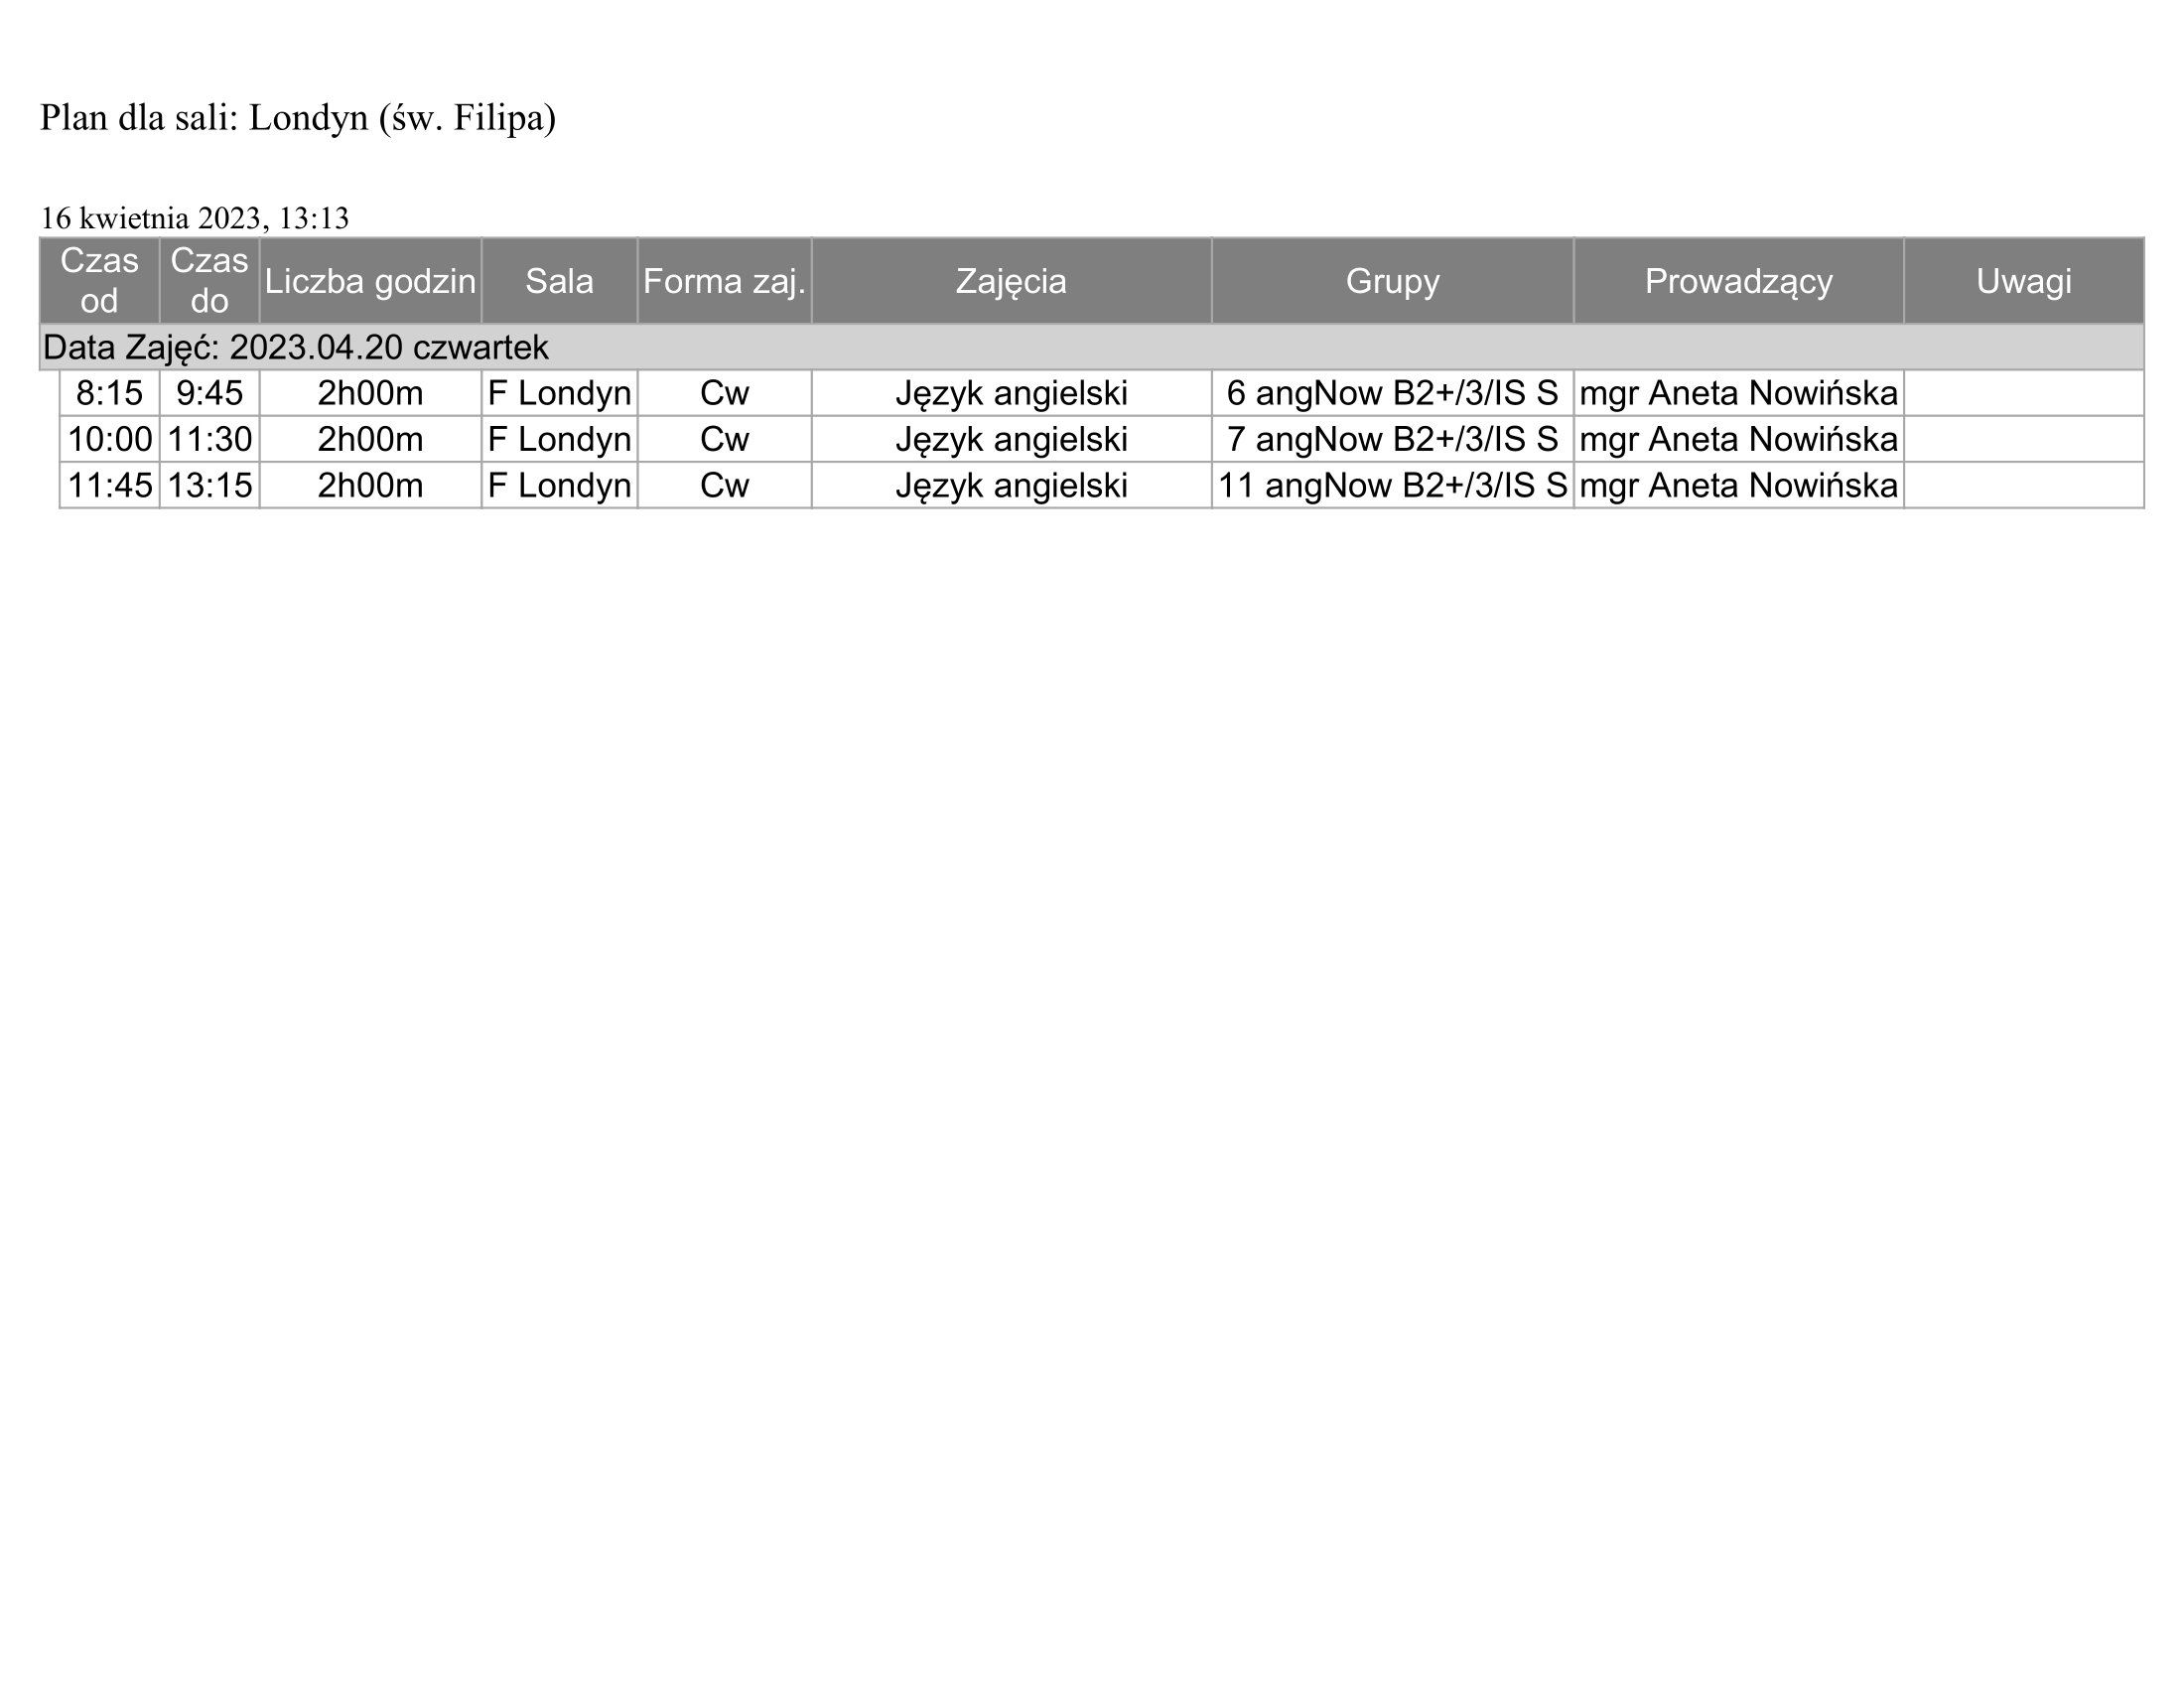 Plan dla sali: Londyn (św. Filipa)
16 kwietnia 2023, 13:13
Czas od Czas do Liczba godzin Sala Forma zaj. Zajęcia Grupy Prowadzący Uwagi
Data Zajęć: 2023.04.20 czwartek
8:15 9:45 2h00m F Londyn Cw Język angielski 6 angNow B2+/3/IS S mgr Aneta Nowińska
10:00 11:30 2h00m F Londyn Cw Język angielski 7 angNow B2+/3/IS S mgr Aneta Nowińska
11:45 13:15 2h00m F Londyn Cw Język angielski 11 angNow B2+/3/IS S mgr Aneta Nowińska